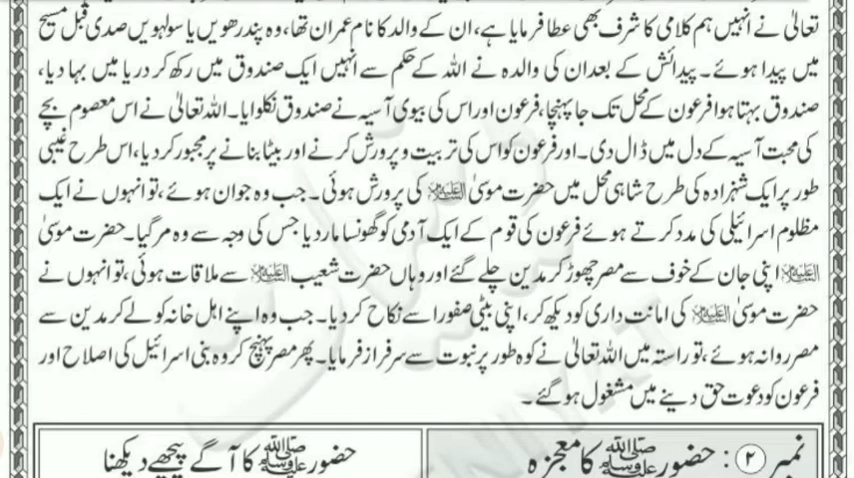 تعالیٰ نے انہیں ہم کلامی کا شرف بھی عطا فرمایا ہے، ان کے والد کا نام عمران تھا، وہ پندرھویں یا سولہویں صدی قبل مسیح
میں پیدا ہوئے۔ پیدائش کے بعد ان کی والدہ نے اللہ کے حکم سے انہیں ایک صندوق میں رکھ کر دریا میں بہا دیا،
صندوق بہتا ہوا فرعون کے محل تک جا پہنچا، فرعون اور اس کی بیوی آسیہ نے صندوق نکلوایا۔ اللہ تعالیٰ نے اس معصوم بچے
کی محبت آسیہ کے دل میں ڈال دی۔ اور فرعون کو اس کی تربیت و پرورش کرنے اور بیٹا بنانے پر مجبور کر دیا، اس طرح غیبی
طور پر ایک شہزادہ کی طرح شاہی محل میں حضرت موسیٰ علیہ السلام کی پرورش ہوئی۔ جب وہ جوان ہوئے، تو انہوں نے ایک
مظلوم اسرائیلی کی مدد کرتے ہوئے فرعون کی قوم کے ایک آدمی کو گھونسا مار دیا جس کی وجہ سے وہ مر گیا۔ حضرت موسیٰ
علیہ السلام اپنی جان کے خوف سے مصر چھوڑ کر مدین چلے گئے اور وہاں حضرت شعیب علیہ السلام سے ملاقات ہوئی، تو انہوں نے
حضرت موسیٰ علیہ السلام کی امانت داری کو دیکھ کر، اپنی بیٹی صفورا سے نکاح کر دیا۔ جب وہ اپنے اہل خانہ کو لے کر مدین سے
مصر روانہ ہوئے، تو راستہ میں اللہ تعالیٰ نے کوہ طور پر نبوت سے سرفراز فرمایا۔ پھر مصر پہنچ کر وہ بنی اسرائیل کی اصلاح اور
فرعون کو دعوت حق دینے میں مشغول ہو گئے۔
نمبر ۲ : حضور ﷺ کا معجزہ
حضور ﷺ کا آگے پیچھے دیکھنا